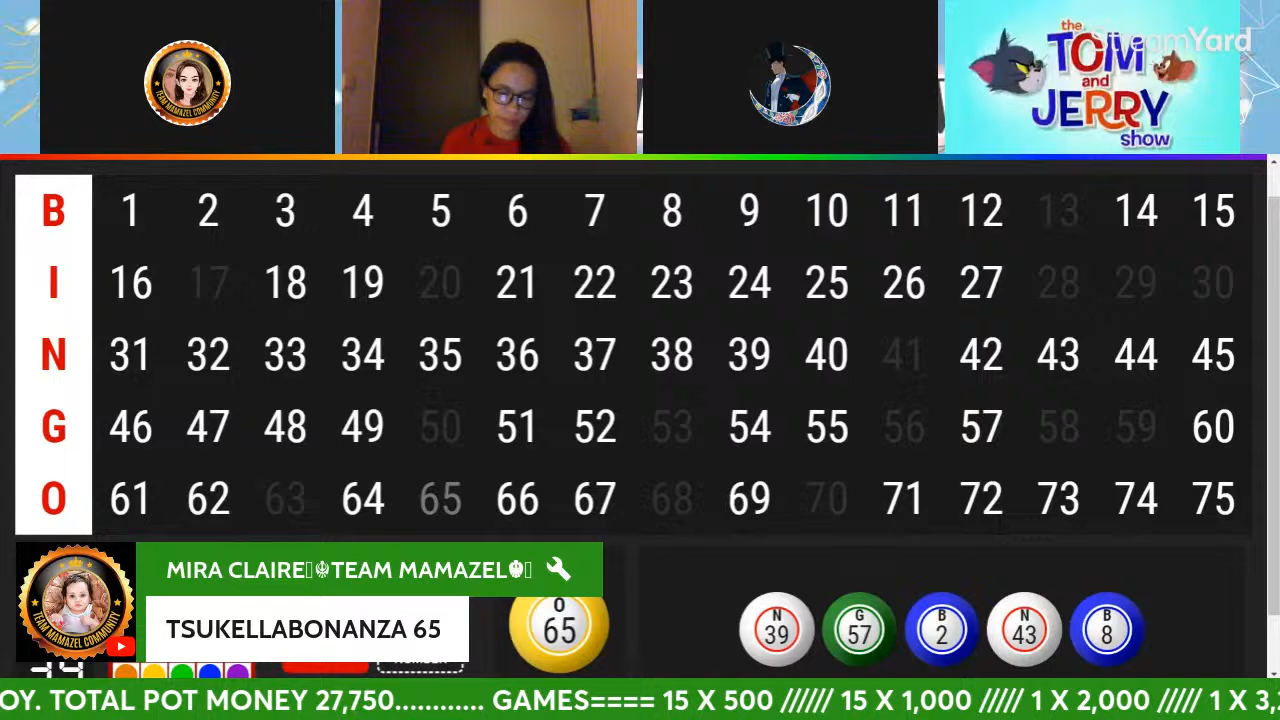 TEAM MAMAZEL COMMUNITY
the
TOM
and
JERRY
show
StreamYard
B 1 2 3 4 5 6 7 8 9 10 11 12 13 14 15
I 16 17 18 19 20 21 22 23 24 25 26 27 28 29 30
N 31 32 33 34 35 36 37 38 39 40 41 42 43 44 45
G 46 47 48 49 50 51 52 53 54 55 56 57 58 59 60
O 61 62 63 64 65 66 67 68 69 70 71 72 73 74 75
TEAM MAMAZEL COMMUNITY
MIRA CLAIRE TEAM MAMAZEL
TSUKELLABONANZA 65
O 65
N 39
G 57
B 2
N 43
B 8
OY. TOTAL POT MONEY 27,750............ GAMES==== 15 X 500 ////// 15 X 1,000 ///// 1 X 2,000 ///// 1 X 3,